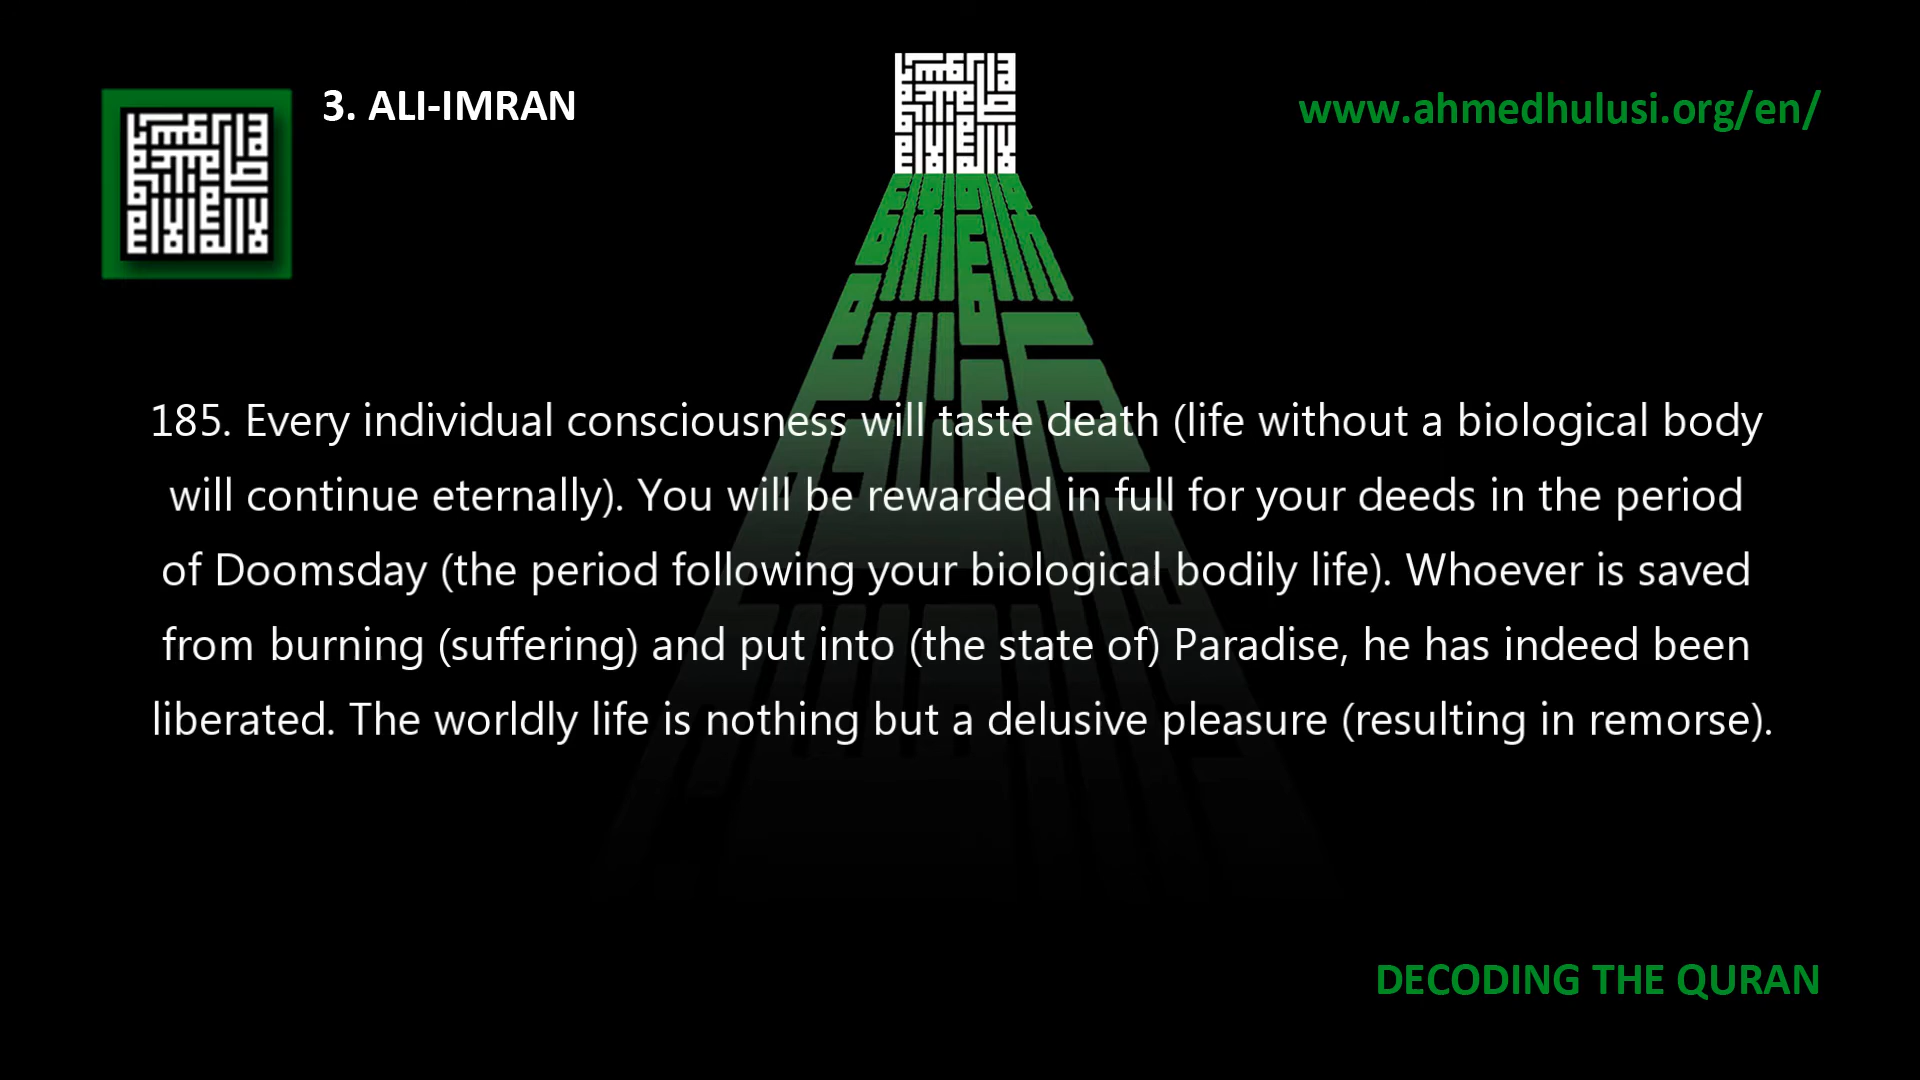 3. ALI-IMRAN
www.ahmedhulusi.org/en/
185. Every individual consciousness will taste death (life without a biological body
will continue eternally). You will be rewarded in full for your deeds in the period
of Doomsday (the period following your biological bodily life). Whoever is saved
from burning (suffering) and put into (the state of) Paradise, he has indeed been
liberated. The worldly life is nothing but a delusive pleasure (resulting in remorse).
DECODING THE QURAN